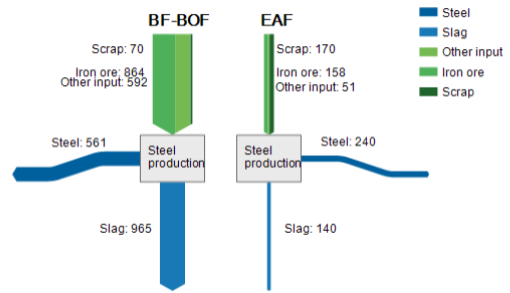 BF-BOF
EAF
Steel
Slag
Other input
Iron ore
Scrap
Scrap: 70
Iron ore: 864
Other input: 592
Scrap: 170
Iron ore: 158
Other input: 51
Steel: 561
Steel
production
Steel
production
Steel: 240
Slag: 965
Slag: 140